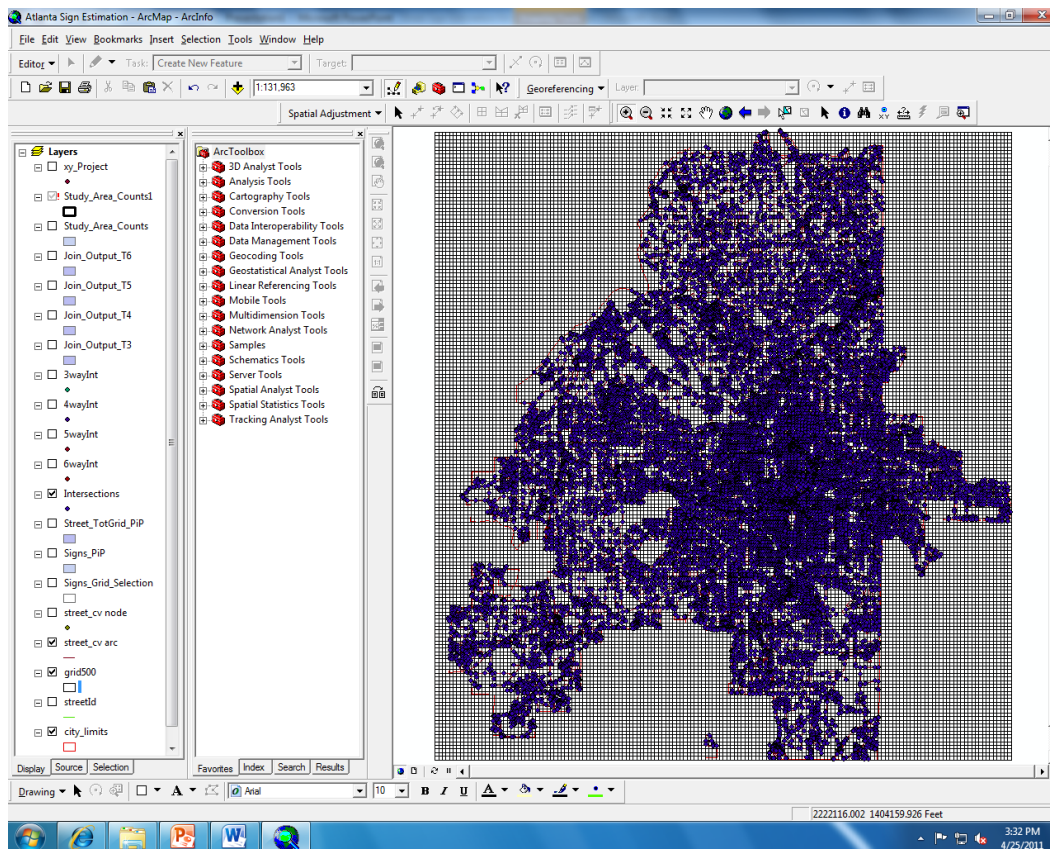 Atlanta Sign Estimation - ArcMap - ArcInfo
File Edit View Bookmarks Insert Selection Tools Window Help
Editor Task: Create New Feature Target:
1:131,963 Georeferencing Layer:
Spatial Adjustment
Layers
xy_Project
Study_Area_Counts1
Study_Area_Counts
Join_Output_T6
Join_Output_T5
Join_Output_T4
Join_Output_T3
3wayInt
4wayInt
5wayInt
6wayInt
Intersections
Street_TotGrid_PiP
Signs_PiP
Signs_Grid_Selection
street_cv node
street_cv arc
grid500
streetId
city_limits
Display Source Selection
ArcToolbox
3D Analyst Tools
Analysis Tools
Cartography Tools
Conversion Tools
Data Interoperability Tools
Data Management Tools
Geocoding Tools
Geostatistical Analyst Tools
Linear Referencing Tools
Mobile Tools
Multidimension Tools
Network Analyst Tools
Samples
Schematics Tools
Server Tools
Spatial Analyst Tools
Spatial Statistics Tools
Tracking Analyst Tools
Favorites Index Search Results
Drawing A Arial 10 B I U A
2222116.002 1404159.926 Feet
3:32 PM
4/25/2011